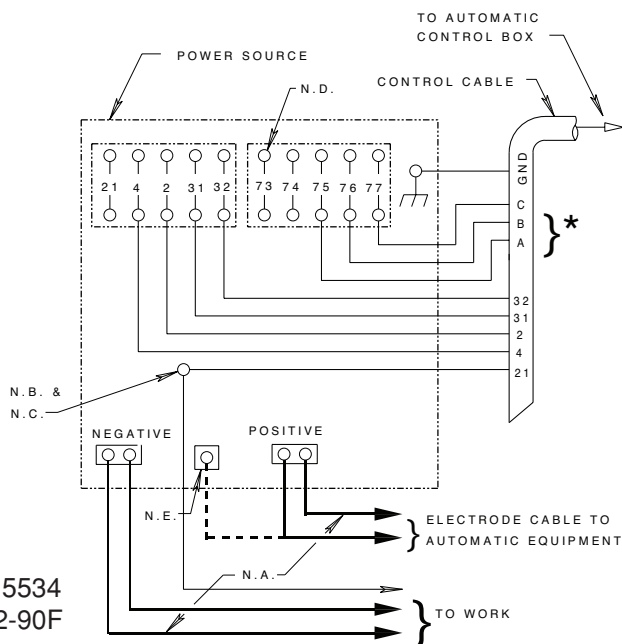 TO AUTOMATIC
CONTROL BOX
POWER SOURCE
CONTROL CABLE
N.D.
21 4 2 31 32 73 74 75 76 77
GND
C
B
A
*
32
31
2
4
21
N.B. &
N.C.
NEGATIVE
POSITIVE
N.E.
ELECTRODE CABLE TO
AUTOMATIC EQUIPMENT
N.A.
5534
2-90F
TO WORK